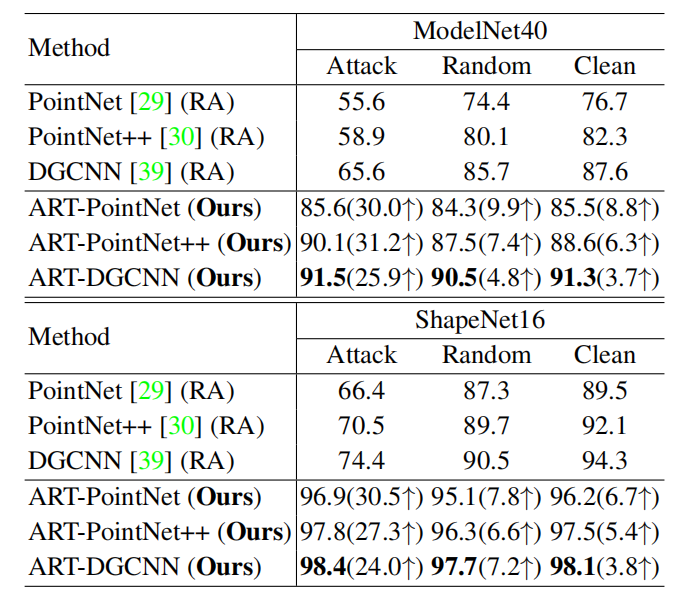 Method ModelNet40
Attack Random Clean
PointNet [29] (RA) 55.6 74.4 76.7
PointNet++ [30] (RA) 58.9 80.1 82.3
DGCNN [39] (RA) 65.6 85.7 87.6
ART-PointNet (Ours) 85.6(30.0↑) 84.3(9.9↑) 85.5(8.8↑)
ART-PointNet++ (Ours) 90.1(31.2↑) 87.5(7.4↑) 88.6(6.3↑)
ART-DGCNN (Ours) 91.5(25.9↑) 90.5(4.8↑) 91.3(3.7↑)
Method ShapeNet16
Attack Random Clean
PointNet [29] (RA) 66.4 87.3 89.5
PointNet++ [30] (RA) 70.5 89.7 92.1
DGCNN [39] (RA) 74.4 90.5 94.3
ART-PointNet (Ours) 96.9(30.5↑) 95.1(7.8↑) 96.2(6.7↑)
ART-PointNet++ (Ours) 97.8(27.3↑) 96.3(6.6↑) 97.5(5.4↑)
ART-DGCNN (Ours) 98.4(24.0↑) 97.7(7.2↑) 98.1(3.8↑)